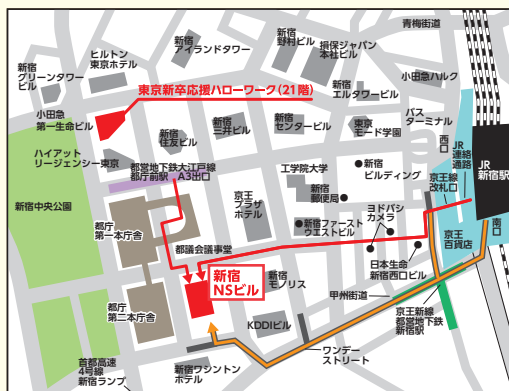 青梅街道
新宿
アイランドタワー
新宿
野村ビル
損保ジャパン
本社ビル
ヒルトン
東京ホテル
新宿
グリーンタワー
ビル
小田急ハルク
新宿
エルタワービル
東京新卒応援ハローワーク(21階)
小田急
第一生命ビル
バス
ターミナル
新宿
住友ビル
新宿
三井ビル
新宿
センタービル
東京
モード学園
西口
JR
連絡
通路
JR
新宿駅
ハイアット
リージェンシー東京
都営地下鉄大江戸線
都庁前駅 A3出口
工学院大学
新宿
ビルディング
京王線
改札口
新宿中央公園
京王
プラザ
ホテル
新宿
郵便局
ヨドバシ
カメラ
都庁
第一本庁舎
新宿ファースト
ウエストビル
南口
京王
百貨店
都議会議事堂
日本生命
新宿西口ビル
新宿
NSビル
新宿
モノリス
甲州街道
都庁
第二本庁舎
KDDIビル
京王新線
都営地下鉄
新宿駅
ワンデー
ストリート
首都高速
4号線
新宿ランプ
新宿ワシントン
ホテル